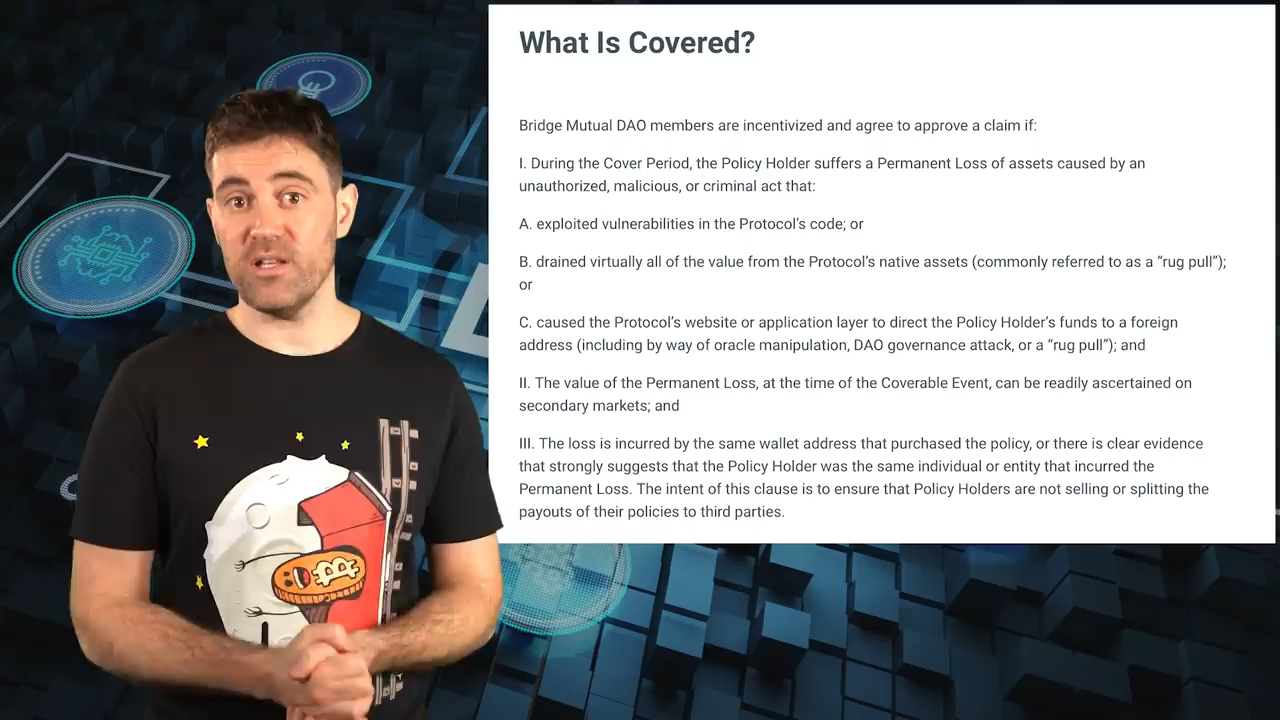 What Is Covered?
Bridge Mutual DAO members are incentivized and agree to approve a claim if:
I. During the Cover Period, the Policy Holder suffers a Permanent Loss of assets caused by an
unauthorized, malicious, or criminal act that:
A. exploited vulnerabilities in the Protocol’s code; or
B. drained virtually all of the value from the Protocol’s native assets (commonly referred to as a “rug pull”);
or
C. caused the Protocol’s website or application layer to direct the Policy Holder’s funds to a foreign
address (including by way of oracle manipulation, DAO governance attack, or a “rug pull”); and
II. The value of the Permanent Loss, at the time of the Coverable Event, can be readily ascertained on
secondary markets; and
III. The loss is incurred by the same wallet address that purchased the policy, or there is clear evidence
that strongly suggests that the Policy Holder was the same individual or entity that incurred the
Permanent Loss. The intent of this clause is to ensure that Policy Holders are not selling or splitting the
payouts of their policies to third parties.